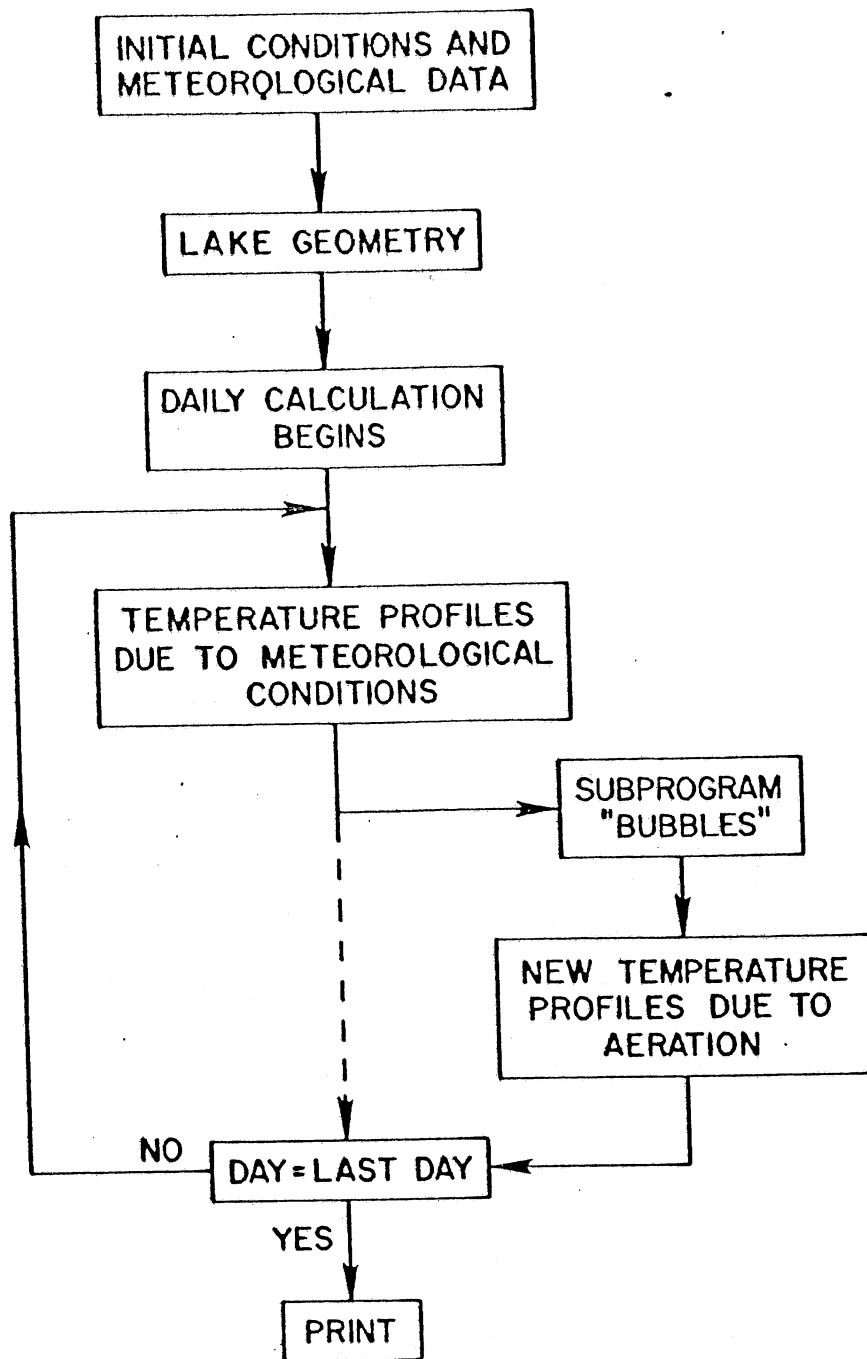 INITIAL CONDITIONS AND
METEOROLOGICAL DATA
LAKE GEOMETRY
DAILY CALCULATION
BEGINS
TEMPERATURE PROFILES
DUE TO METEOROLOGICAL
CONDITIONS
SUBPROGRAM
"BUBBLES"
NEW TEMPERATURE
PROFILES DUE TO
AERATION
NO
DAY = LAST DAY
YES
PRINT